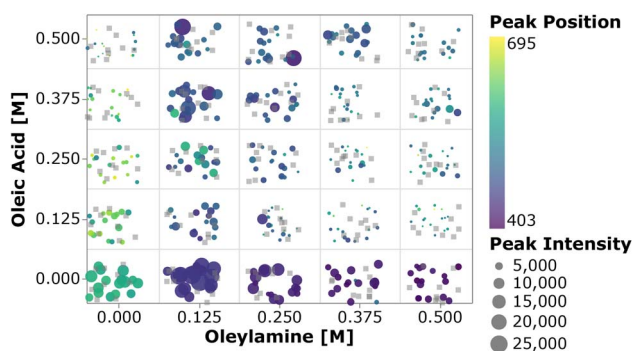 Peak Position
695
403
Peak Intensity
5,000
10,000
15,000
20,000
25,000
Oleic Acid [M]
0.500
0.375
0.250
0.125
0.000
0.000 0.125 0.250 0.375 0.500
Oleylamine [M]